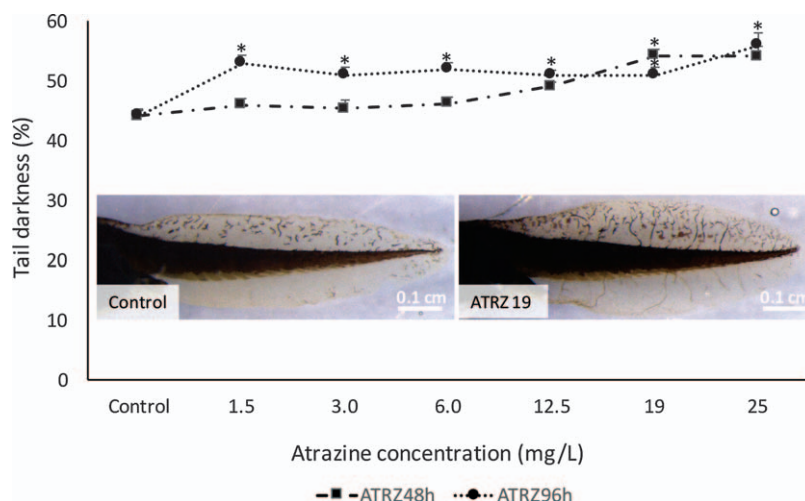 60
50
40
30
20
10
0
Tail darkness (%)
* * * * * * *
Control
0.1 cm
ATRZ 19
0.1 cm
Control 1.5 3.0 6.0 12.5 19 25
Atrazine concentration (mg/L)
ATRZ48h ATRZ96h